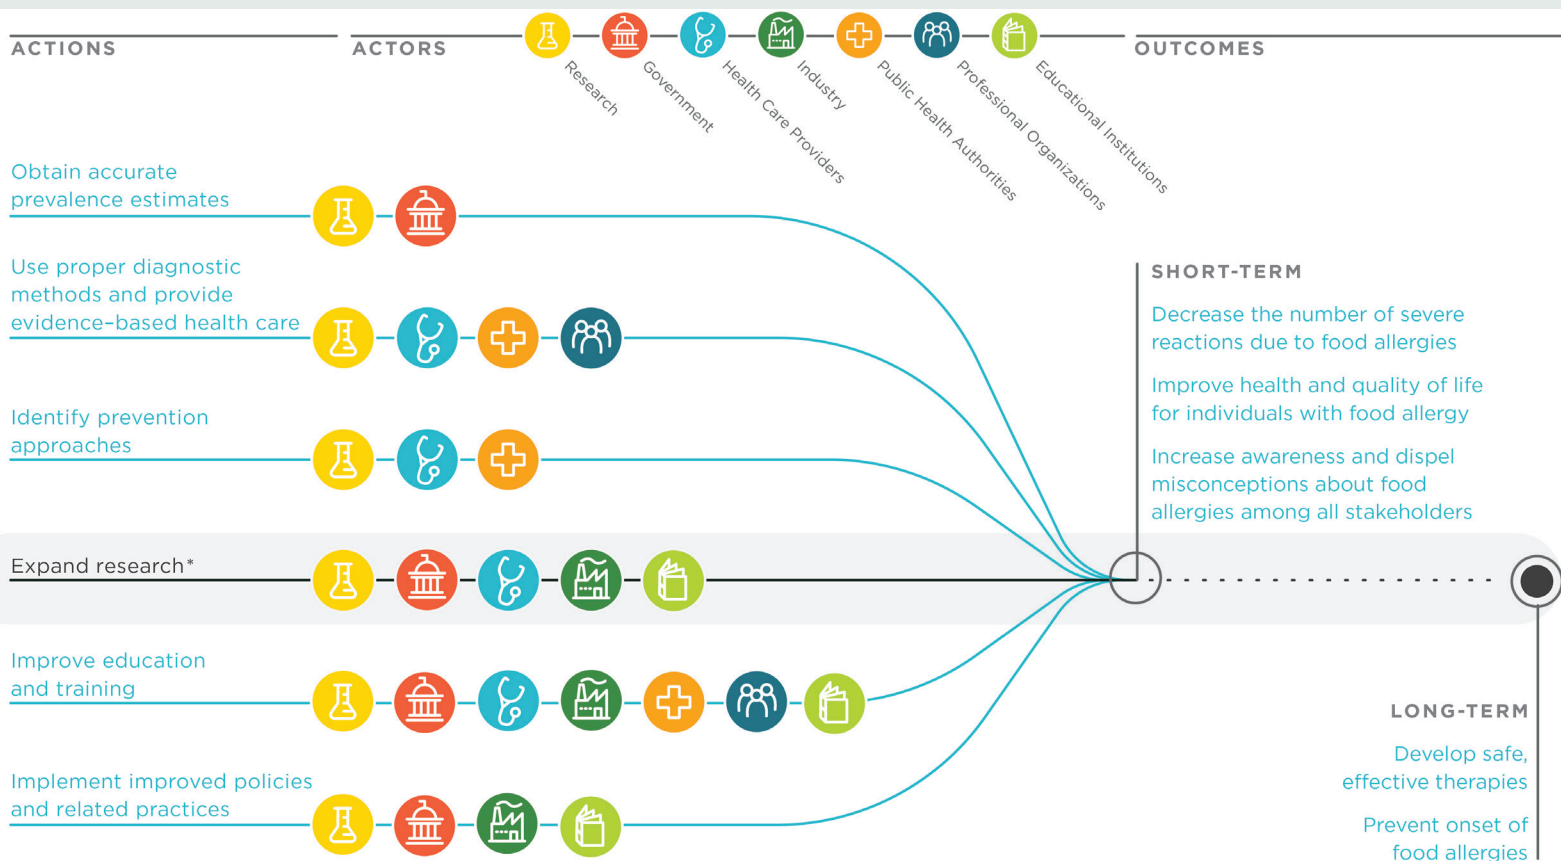 ACTIONS
ACTORS
Research
Government
Health Care Providers
Industry
Public Health Authorities
Professional Organizations
Educational Institutions
OUTCOMES
Obtain accurate
prevalence estimates
Use proper diagnostic
methods and provide
evidence–based health care
Identify prevention
approaches
Expand research*
Improve education
and training
Implement improved policies
and related practices
SHORT-TERM
Decrease the number of severe
reactions due to food allergies
Improve health and quality of life
for individuals with food allergy
Increase awareness and dispel
misconceptions about food
allergies among all stakeholders
LONG-TERM
Develop safe,
effective therapies
Prevent onset of
food allergies